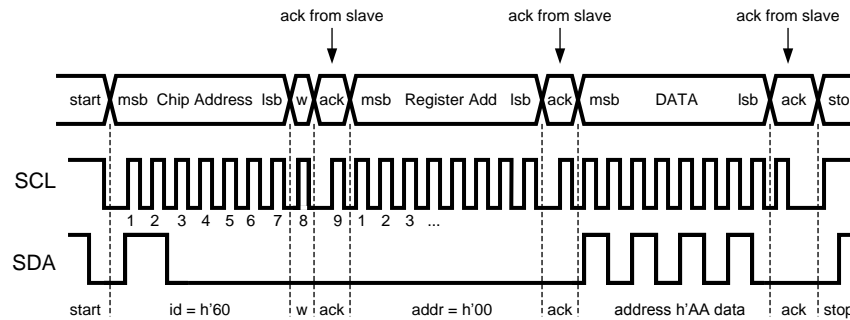 ack from slave ack from slave ack from slave
start msb Chip Address lsb w ack msb Register Add lsb ack msb DATA lsb ack stop
SCL
1 2 3 4 5 6 7 8 9 1 2 3 ...
SDA
start id = h'60 w ack addr = h'00 ack address h'AA data ack stop